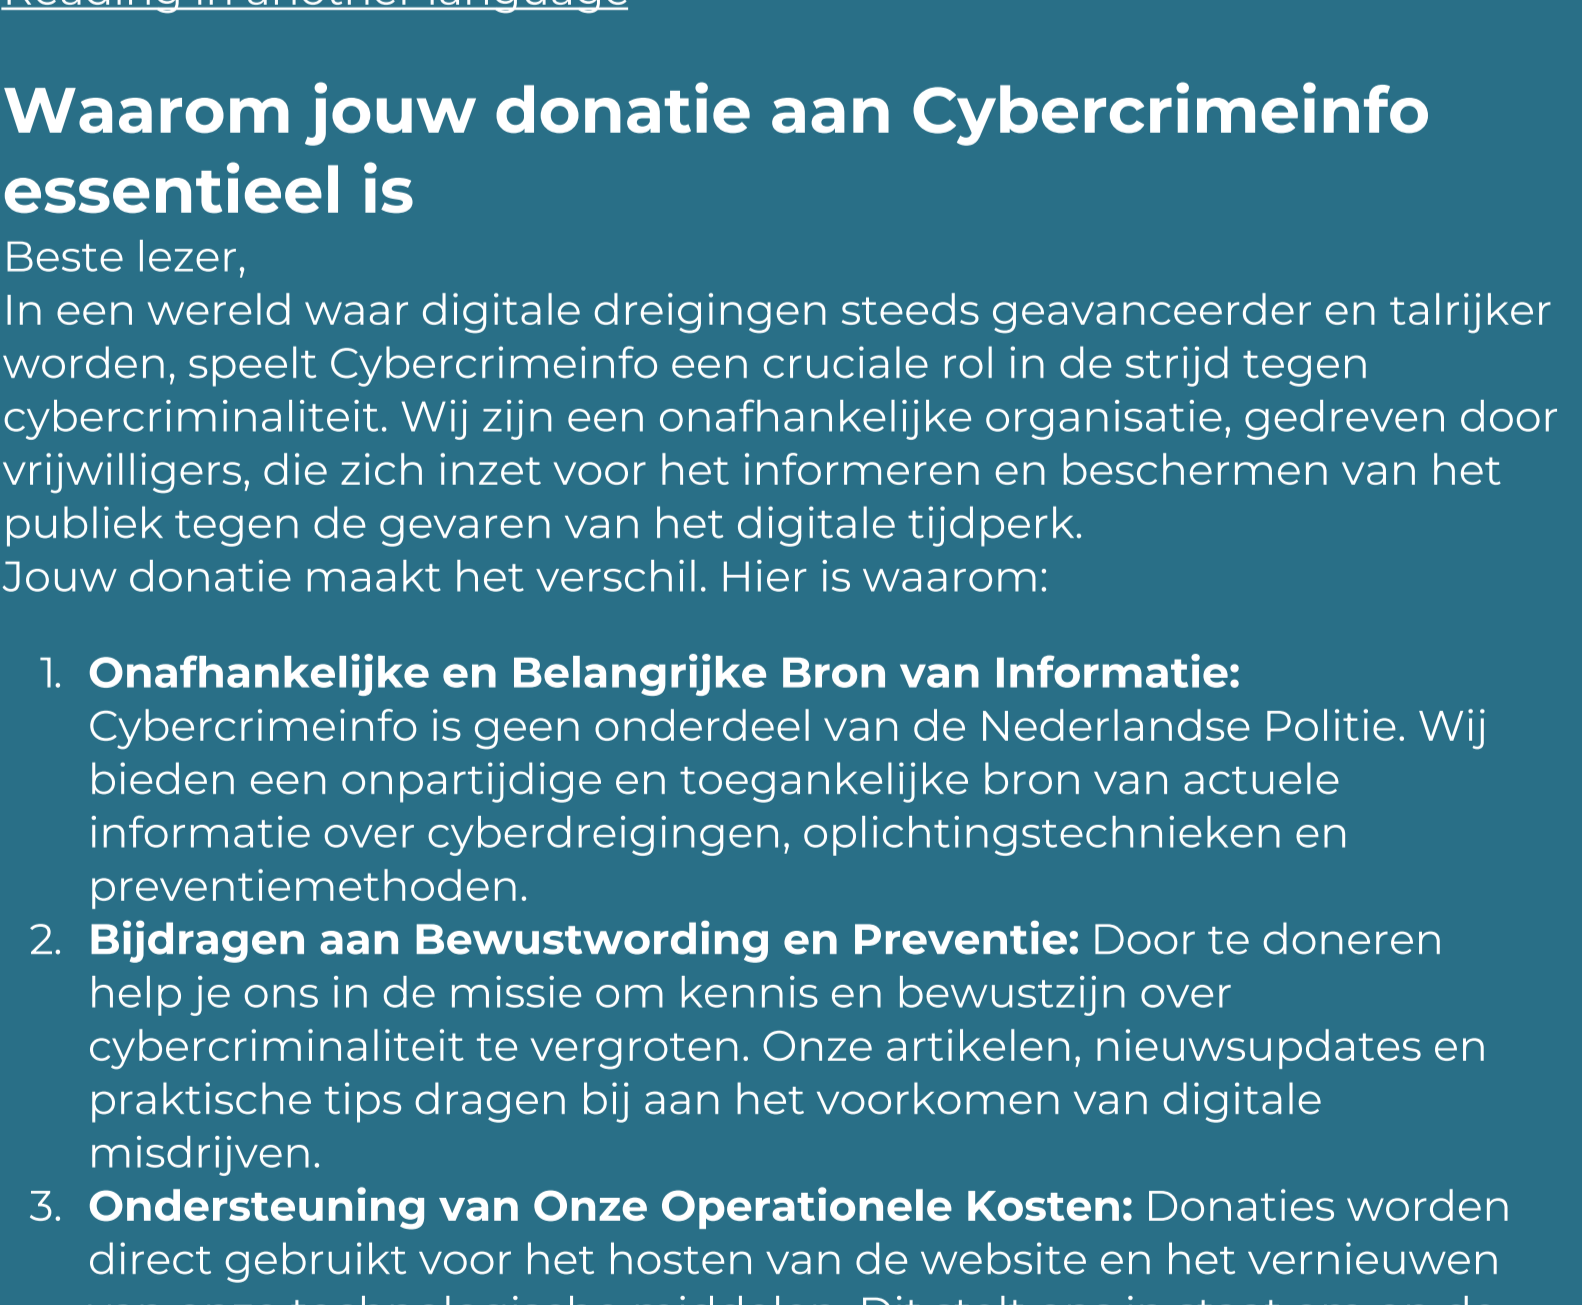 Reading in another language
Waarom jouw donatie aan Cybercrimeinfo
essentieel is
Beste lezer,
In een wereld waar digitale dreigingen steeds geavanceerder en talrijker
worden, speelt Cybercrimeinfo een cruciale rol in de strijd tegen
cybercriminaliteit. Wij zijn een onafhankelijke organisatie, gedreven door
vrijwilligers, die zich inzet voor het informeren en beschermen van het
publiek tegen de gevaren van het digitale tijdperk.
Jouw donatie maakt het verschil. Hier is waarom:
1. Onafhankelijke en Belangrijke Bron van Informatie:
Cybercrimeinfo is geen onderdeel van de Nederlandse Politie. Wij
bieden een onpartijdige en toegankelijke bron van actuele
informatie over cyberdreigingen, oplichtingstechnieken en
preventiemethoden.
2. Bijdragen aan Bewustwording en Preventie: Door te doneren
help je ons in de missie om kennis en bewustzijn over
cybercriminaliteit te vergroten. Onze artikelen, nieuwsupdates en
praktische tips dragen bij aan het voorkomen van digitale
misdrijven.
3. Ondersteuning van Onze Operationele Kosten: Donaties worden
direct gebruikt voor het hosten van de website en het vernieuwen